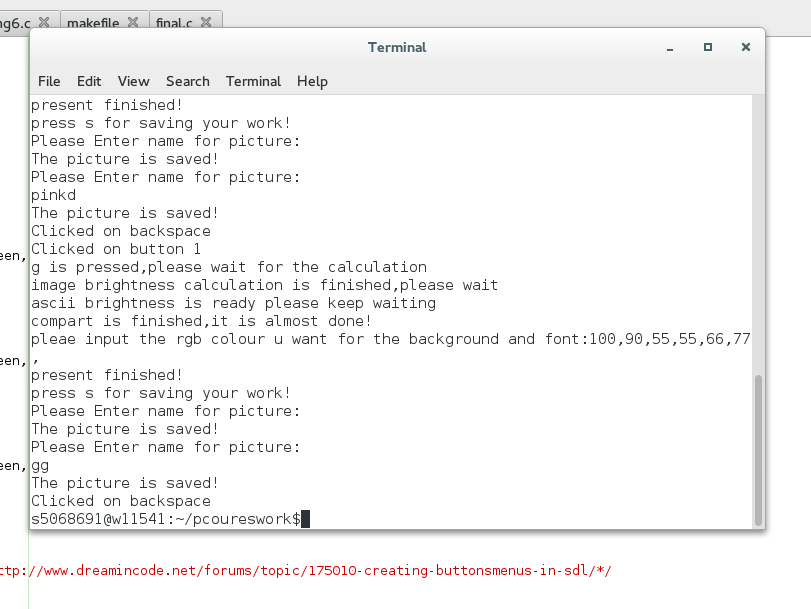 ng6.c makefile final.c
Terminal
File Edit View Search Terminal Help
present finished!
press s for saving your work!
Please Enter name for picture:
The picture is saved!
Please Enter name for picture:
pinkd
The picture is saved!
Clicked on backspace
Clicked on button 1
een,
g is pressed,please wait for the calculation
image brightness calculation is finished,please wait
ascii brightness is ready please keep waiting
compart is finished,it is almost done!
pleae input the rgb colour u want for the background and font:100,90,55,55,66,77
een,
,
present finished!
press s for saving your work!
Please Enter name for picture:
The picture is saved!
Please Enter name for picture:
een,
gg
The picture is saved!
Clicked on backspace
s5068691@w11541:~/pcoureswork$
ttp://www.dreamincode.net/forums/topic/175010-creating-buttonsmenus-in-sdl/*/